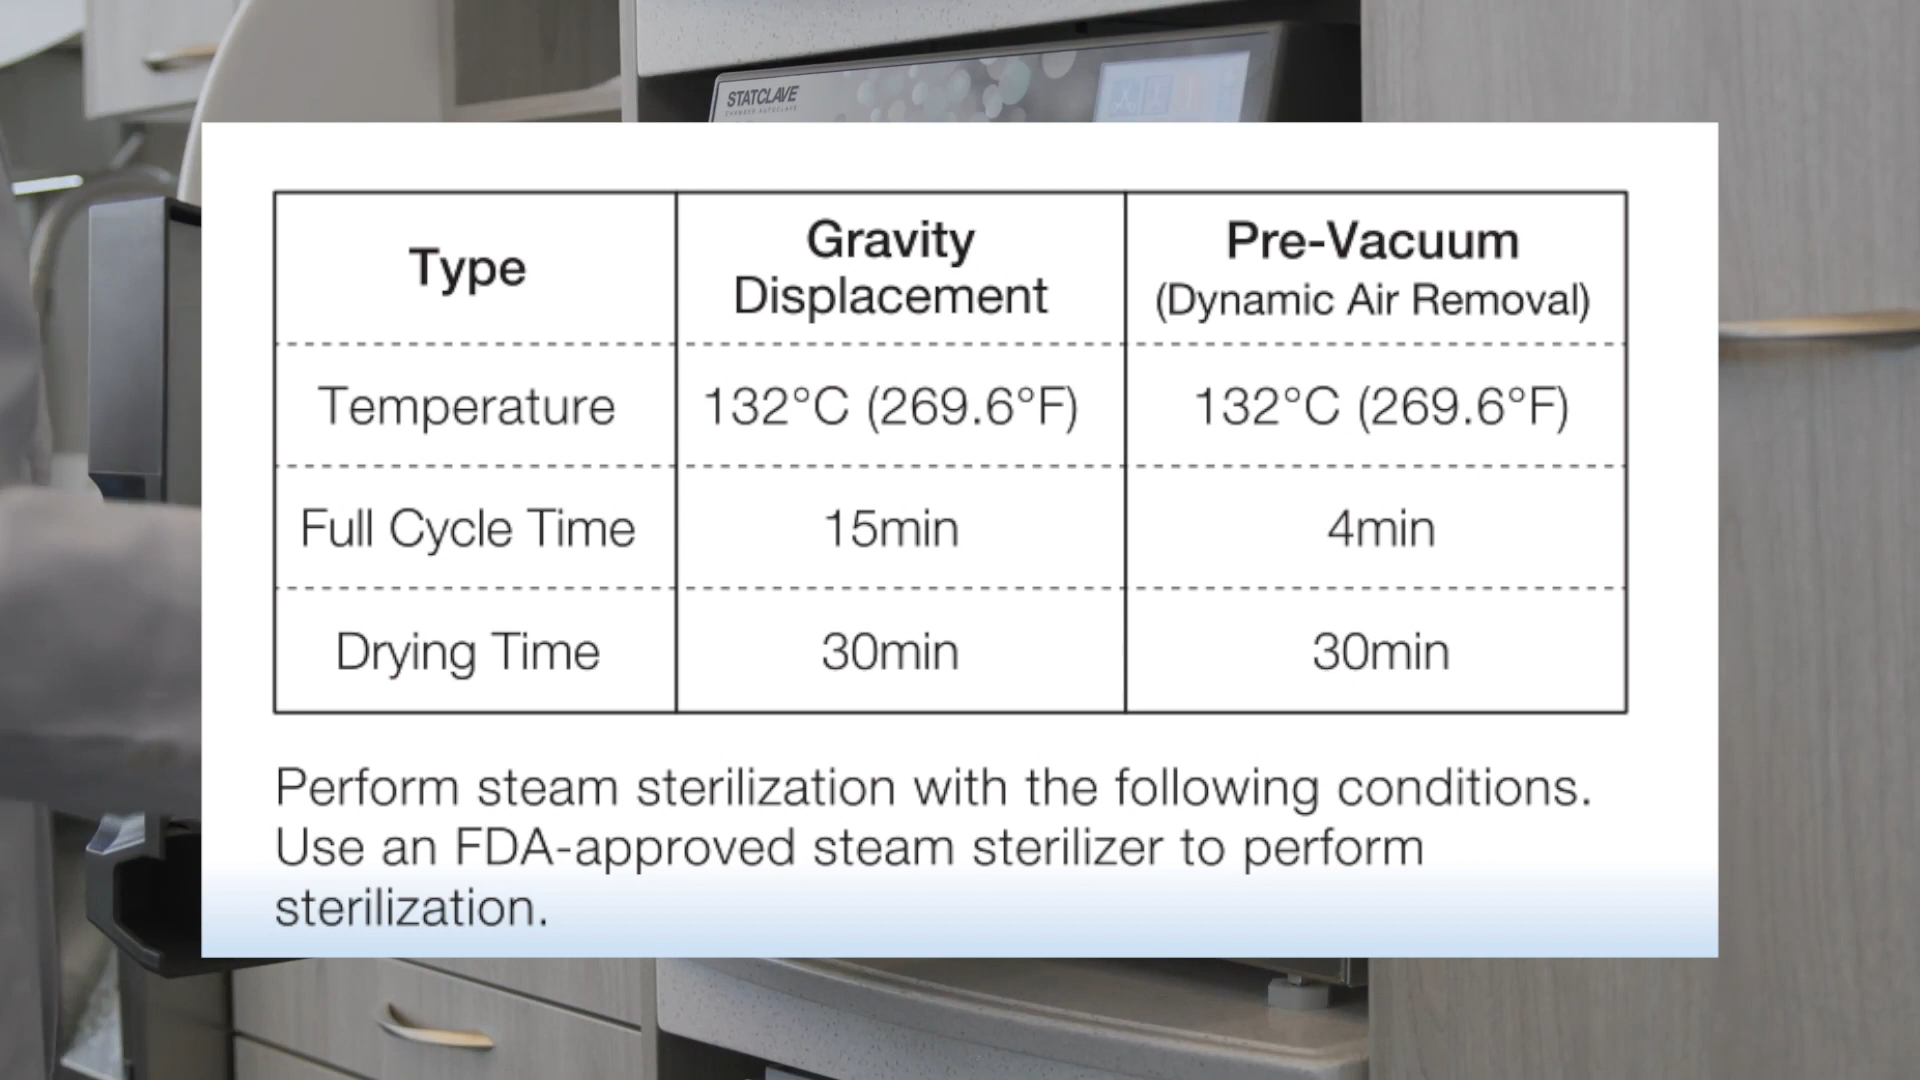 STATCLAVE
Type
Gravity
Displacement
Pre-Vacuum
(Dynamic Air Removal)
Temperature
132°C (269.6°F)
132°C (269.6°F)
Full Cycle Time
15min
4min
Drying Time
30min
30min
Perform steam sterilization with the following conditions.
Use an FDA-approved steam sterilizer to perform
sterilization.